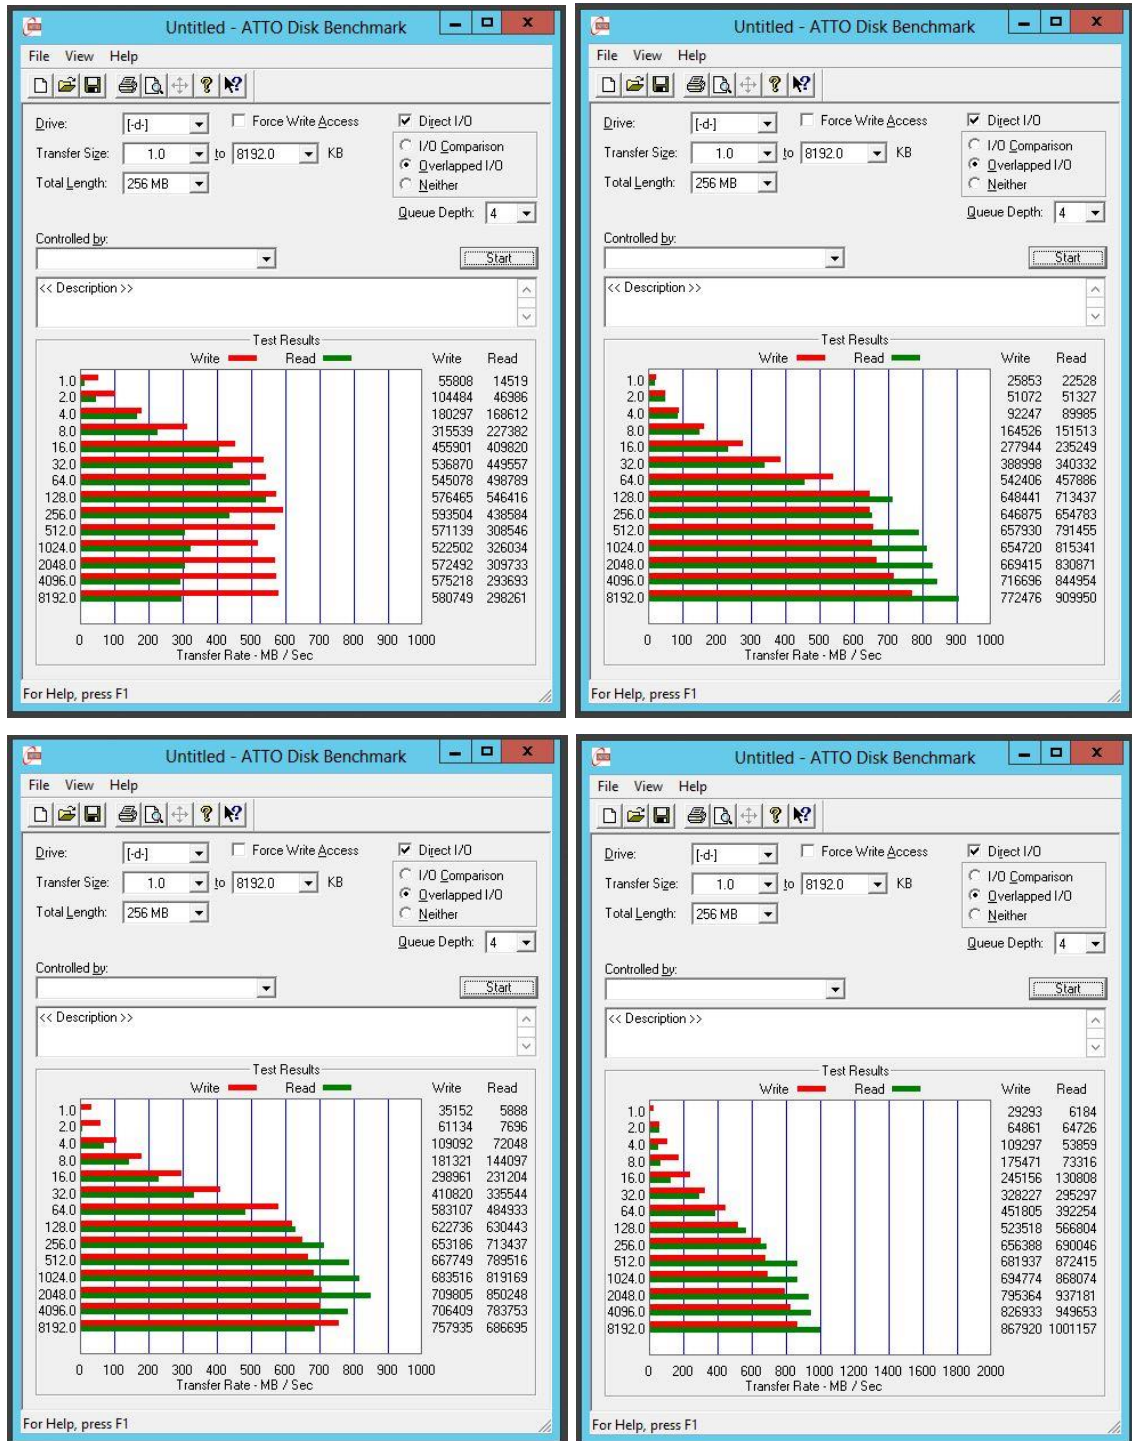 Untitled - ATTO Disk Benchmark
File View Help
Drive: [-d-] Force Write Access Direct I/O
Transfer Size: 1.0 to 8192.0 KB I/O Comparison
Overlapped I/O
Total Length: 256 MB Neither
Queue Depth: 4
Controlled by:
Start
<< Description >>
Test Results
Write Read Write Read
1.0 55808 14519
2.0 104484 46986
4.0 180297 168612
8.0 315539 227382
16.0 455901 409820
32.0 536870 449557
64.0 545078 498789
128.0 576465 546416
256.0 593504 438584
512.0 571139 308546
1024.0 522502 326034
2048.0 572492 309733
4096.0 575218 293693
8192.0 580749 298261
0 100 200 300 400 500 600 700 800 900 1000
Transfer Rate - MB / Sec
For Help, press F1
Untitled - ATTO Disk Benchmark
File View Help
Drive: [-d-] Force Write Access Direct I/O
Transfer Size: 1.0 to 8192.0 KB I/O Comparison
Overlapped I/O
Total Length: 256 MB Neither
Queue Depth: 4
Controlled by:
Start
<< Description >>
Test Results
Write Read Write Read
1.0 25853 22528
2.0 51072 51327
4.0 92247 89985
8.0 164526 151513
16.0 277944 235249
32.0 388998 340332
64.0 542406 457886
128.0 648441 713437
256.0 646875 654783
512.0 657930 791455
1024.0 654720 815341
2048.0 669415 830871
4096.0 716696 844954
8192.0 772476 909950
0 100 200 300 400 500 600 700 800 900 1000
Transfer Rate - MB / Sec
For Help, press F1
Untitled - ATTO Disk Benchmark
File View Help
Drive: [-d-] Force Write Access Direct I/O
Transfer Size: 1.0 to 8192.0 KB I/O Comparison
Overlapped I/O
Total Length: 256 MB Neither
Queue Depth: 4
Controlled by:
Start
<< Description >>
Test Results
Write Read Write Read
1.0 35152 5888
2.0 61134 7696
4.0 109092 72048
8.0 181321 144097
16.0 298961 231204
32.0 410820 335544
64.0 583107 484933
128.0 622736 630443
256.0 653186 713437
512.0 667749 789516
1024.0 683516 819169
2048.0 709805 850248
4096.0 706409 783753
8192.0 757935 686695
0 100 200 300 400 500 600 700 800 900 1000
Transfer Rate - MB / Sec
For Help, press F1
Untitled - ATTO Disk Benchmark
File View Help
Drive: [-d-] Force Write Access Direct I/O
Transfer Size: 1.0 to 8192.0 KB I/O Comparison
Overlapped I/O
Total Length: 256 MB Neither
Queue Depth: 4
Controlled by:
Start
<< Description >>
Test Results
Write Read Write Read
1.0 29293 6184
2.0 64861 64726
4.0 109297 53859
8.0 175471 73316
16.0 245156 130808
32.0 328227 295297
64.0 451805 392254
128.0 523518 566804
256.0 656388 690046
512.0 681937 872415
1024.0 694774 868074
2048.0 795364 937181
4096.0 826933 949653
8192.0 867920 1001157
0 200 400 600 800 1000 1200 1400 1600 1800 2000
Transfer Rate - MB / Sec
For Help, press F1